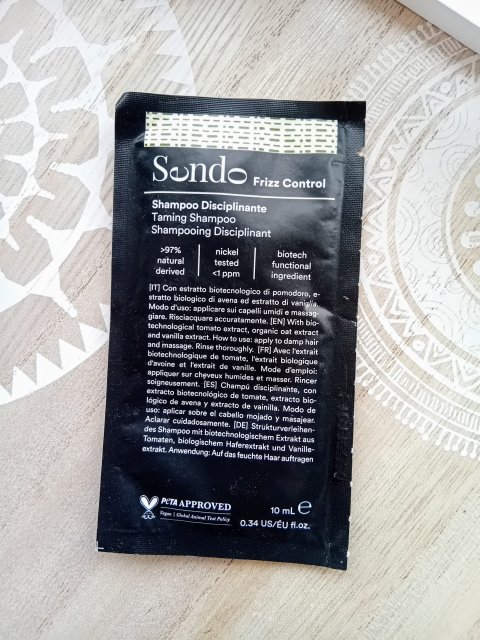 Sendo Frizz Control
Shampoo Disciplinante
Taming Shampoo
Shampooing Disciplinant
>97%
natural
derived
nickel
tested
<1 ppm
biotech
functional
ingredient
[IT] Con estratto biotecnologico di pomodoro, e-
stratto biologico di avena ed estratto di vaniglia.
Modo d'uso: applicare sui capelli umidi e massag-
giare. Risciacquare accuratamente. [EN] With bio-
technological tomato extract, organic oat extract
and vanilla extract. How to use: apply to damp hair
and massage. Rinse thoroughly. [FR] Avec l'extrait
biotechnologique de tomate, l'extrait biologique
d'avoine et l'extrait de vanille. Mode d'emploi:
appliquer sur cheveux humides et masser. Rincer
soigneusement. [ES] Champú disciplinante, con
extracto biotecnológico de tomate, extracto bio-
lógico de avena y extracto de vainilla. Modo de
uso: aplicar sobre el cabello mojado y masajear.
Aclarar cuidadosamente. [DE] Strukturverleihen-
des Shampoo mit biotechnologischem Extrakt aus
Tomaten, biologischem Haferextrakt und Vanille-
extrakt. Anwendung: Auf das feuchte Haar auftragen
PETA APPROVED
Vegan | Global Animal Test Policy
10 mL e
0.34 US/ÉU fl.oz.